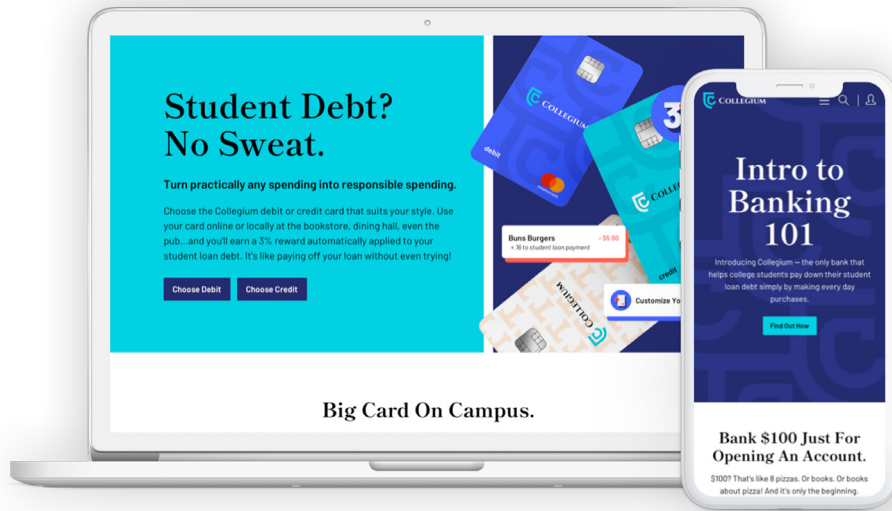 Student Debt?
No Sweat.
Turn practically any spending into responsible spending.
Choose the Collegium debit or credit card that suits your style. Use
your card online or locally at the bookstore, dining hall, even the
pub...and you'll earn a 3% reward automatically applied to your
student loan debt. It's like paying off your loan without even trying!
Choose Debit
Choose Credit
COLLEGIUM
debit
mastercard
3
credit
Buns Burgers
- $5.50
+ .16 to student loan payment
Customize
COLLEGIUM
Big Card On Campus.
COLLEGIUM
Intro to
Banking
101
Introducing Collegium – the only bank that
helps college students pay down their student
loan debt simply by making every day
purchases.
Find Out How
Bank $100 Just For
Opening An Account.
$100? That's like 8 pizzas. Or books. Or books
about pizza! And it's only the beginning.